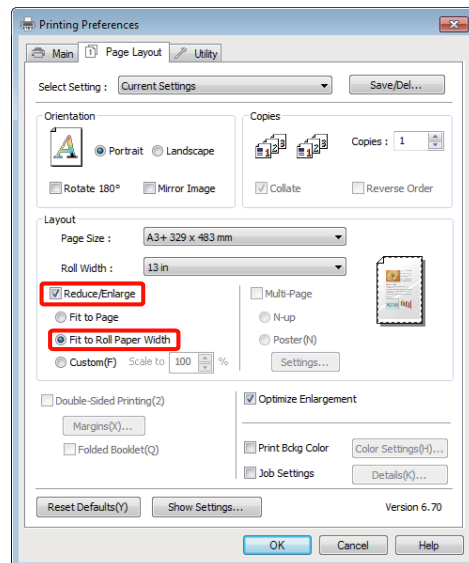 Printing Preferences
Main Page Layout Utility
Select Setting : Current Settings Save/Del...
Orientation
Portrait Landscape
Rotate 180° Mirror Image
Copies
Copies : 1
Collate Reverse Order
Layout
Page Size : A3+ 329 x 483 mm
Roll Width : 13 in
Reduce/Enlarge
Fit to Page
Fit to Roll Paper Width
Custom(F) Scale to 100 %
Multi-Page
N-up
Poster(N)
Settings...
Double-Sided Printing(2)
Margins(X)...
Folded Booklet(Q)
Optimize Enlargement
Print Bckg Color Color Settings(H)...
Job Settings Details(K)...
Reset Defaults(Y) Show Settings... Version 6.70
OK Cancel Help